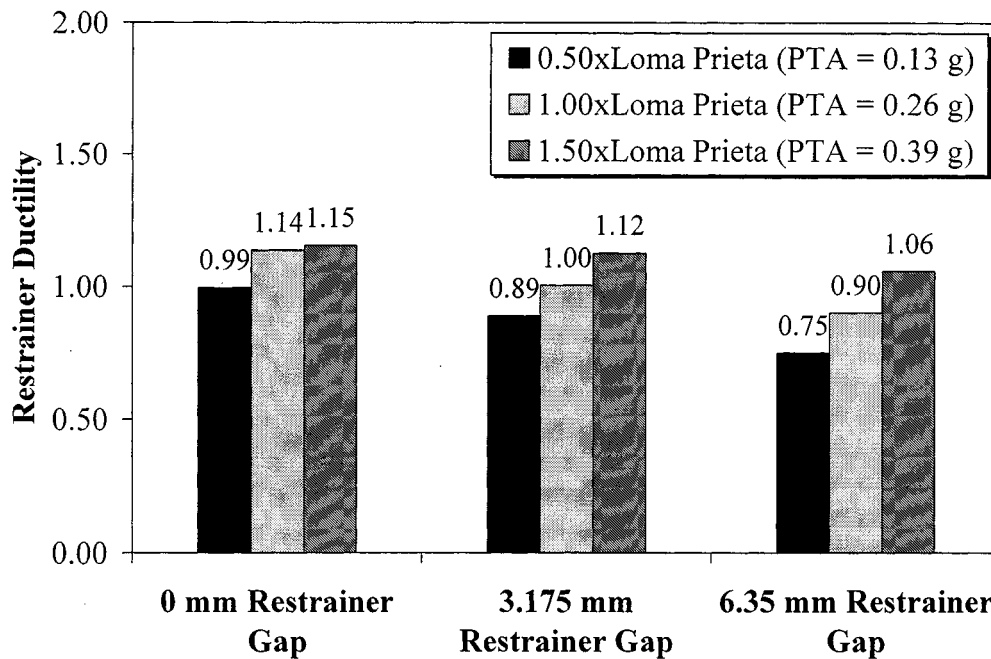 2.00
1.50
1.00
0.50
0.00
Restrainer Ductility
0.50xLoma Prieta (PTA = 0.13 g)
1.00xLoma Prieta (PTA = 0.26 g)
1.50xLoma Prieta (PTA = 0.39 g)
0.99
1.14
1.15
0.89
1.00
1.12
0.75
0.90
1.06
0 mm Restrainer
Gap
3.175 mm
Restrainer Gap
6.35 mm Restrainer
Gap